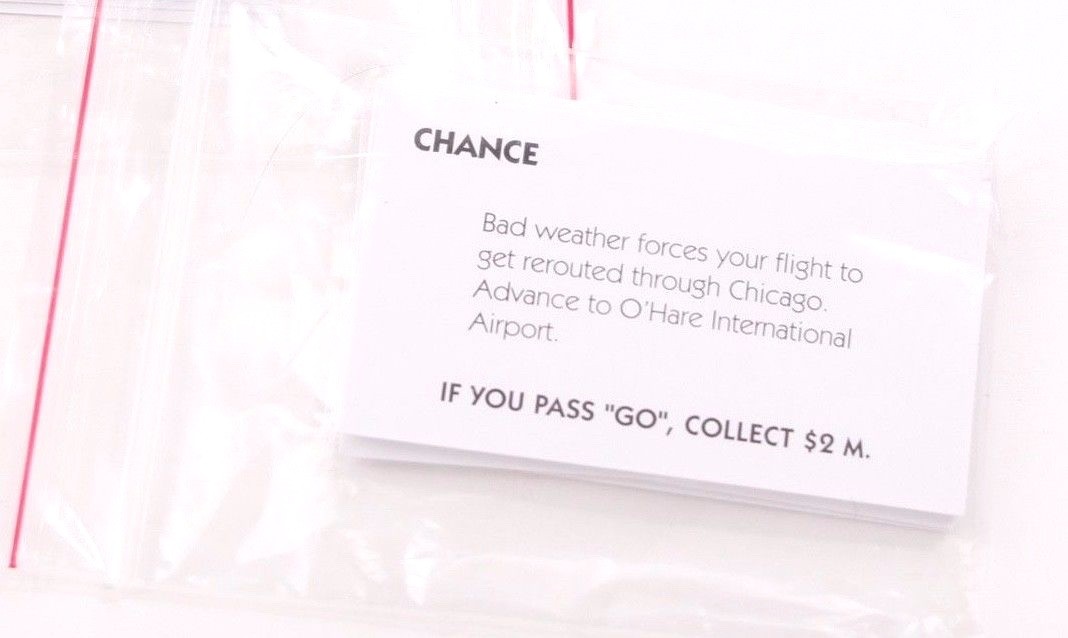 CHANCE
Bad weather forces your flight to
get rerouted through Chicago.
Advance to O'Hare International
Airport.
IF YOU PASS "GO", COLLECT $2 M.